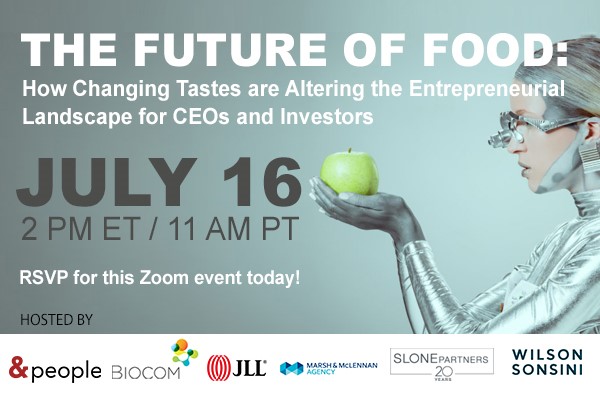 THE FUTURE OF FOOD:
How Changing Tastes are Altering the Entrepreneurial
Landscape for CEOs and Investors
JULY 16
2 PM ET / 11 AM PT
RSVP for this Zoom event today!
HOSTED BY
&people
BIOCOM
JLL
MARSH & McLENNAN
AGENCY
SLONEPARTNERS
20
YEARS
WILSON
SONSINI